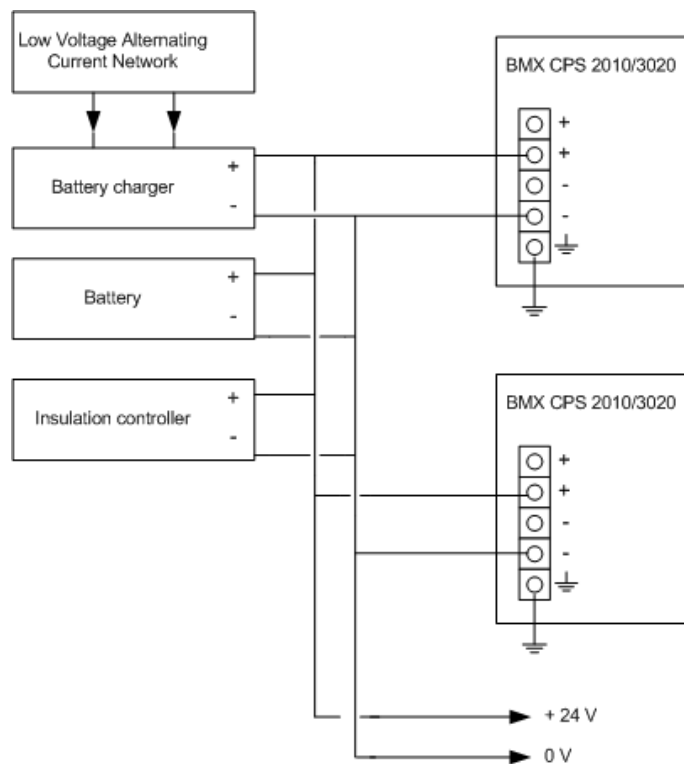 Low Voltage Alternating
Current Network
BMX CPS 2010/3020
+
+
-
-
Battery charger
+
-
Battery
+
-
Insulation controller
+
-
BMX CPS 2010/3020
+
+
-
-
+ 24 V
0 V